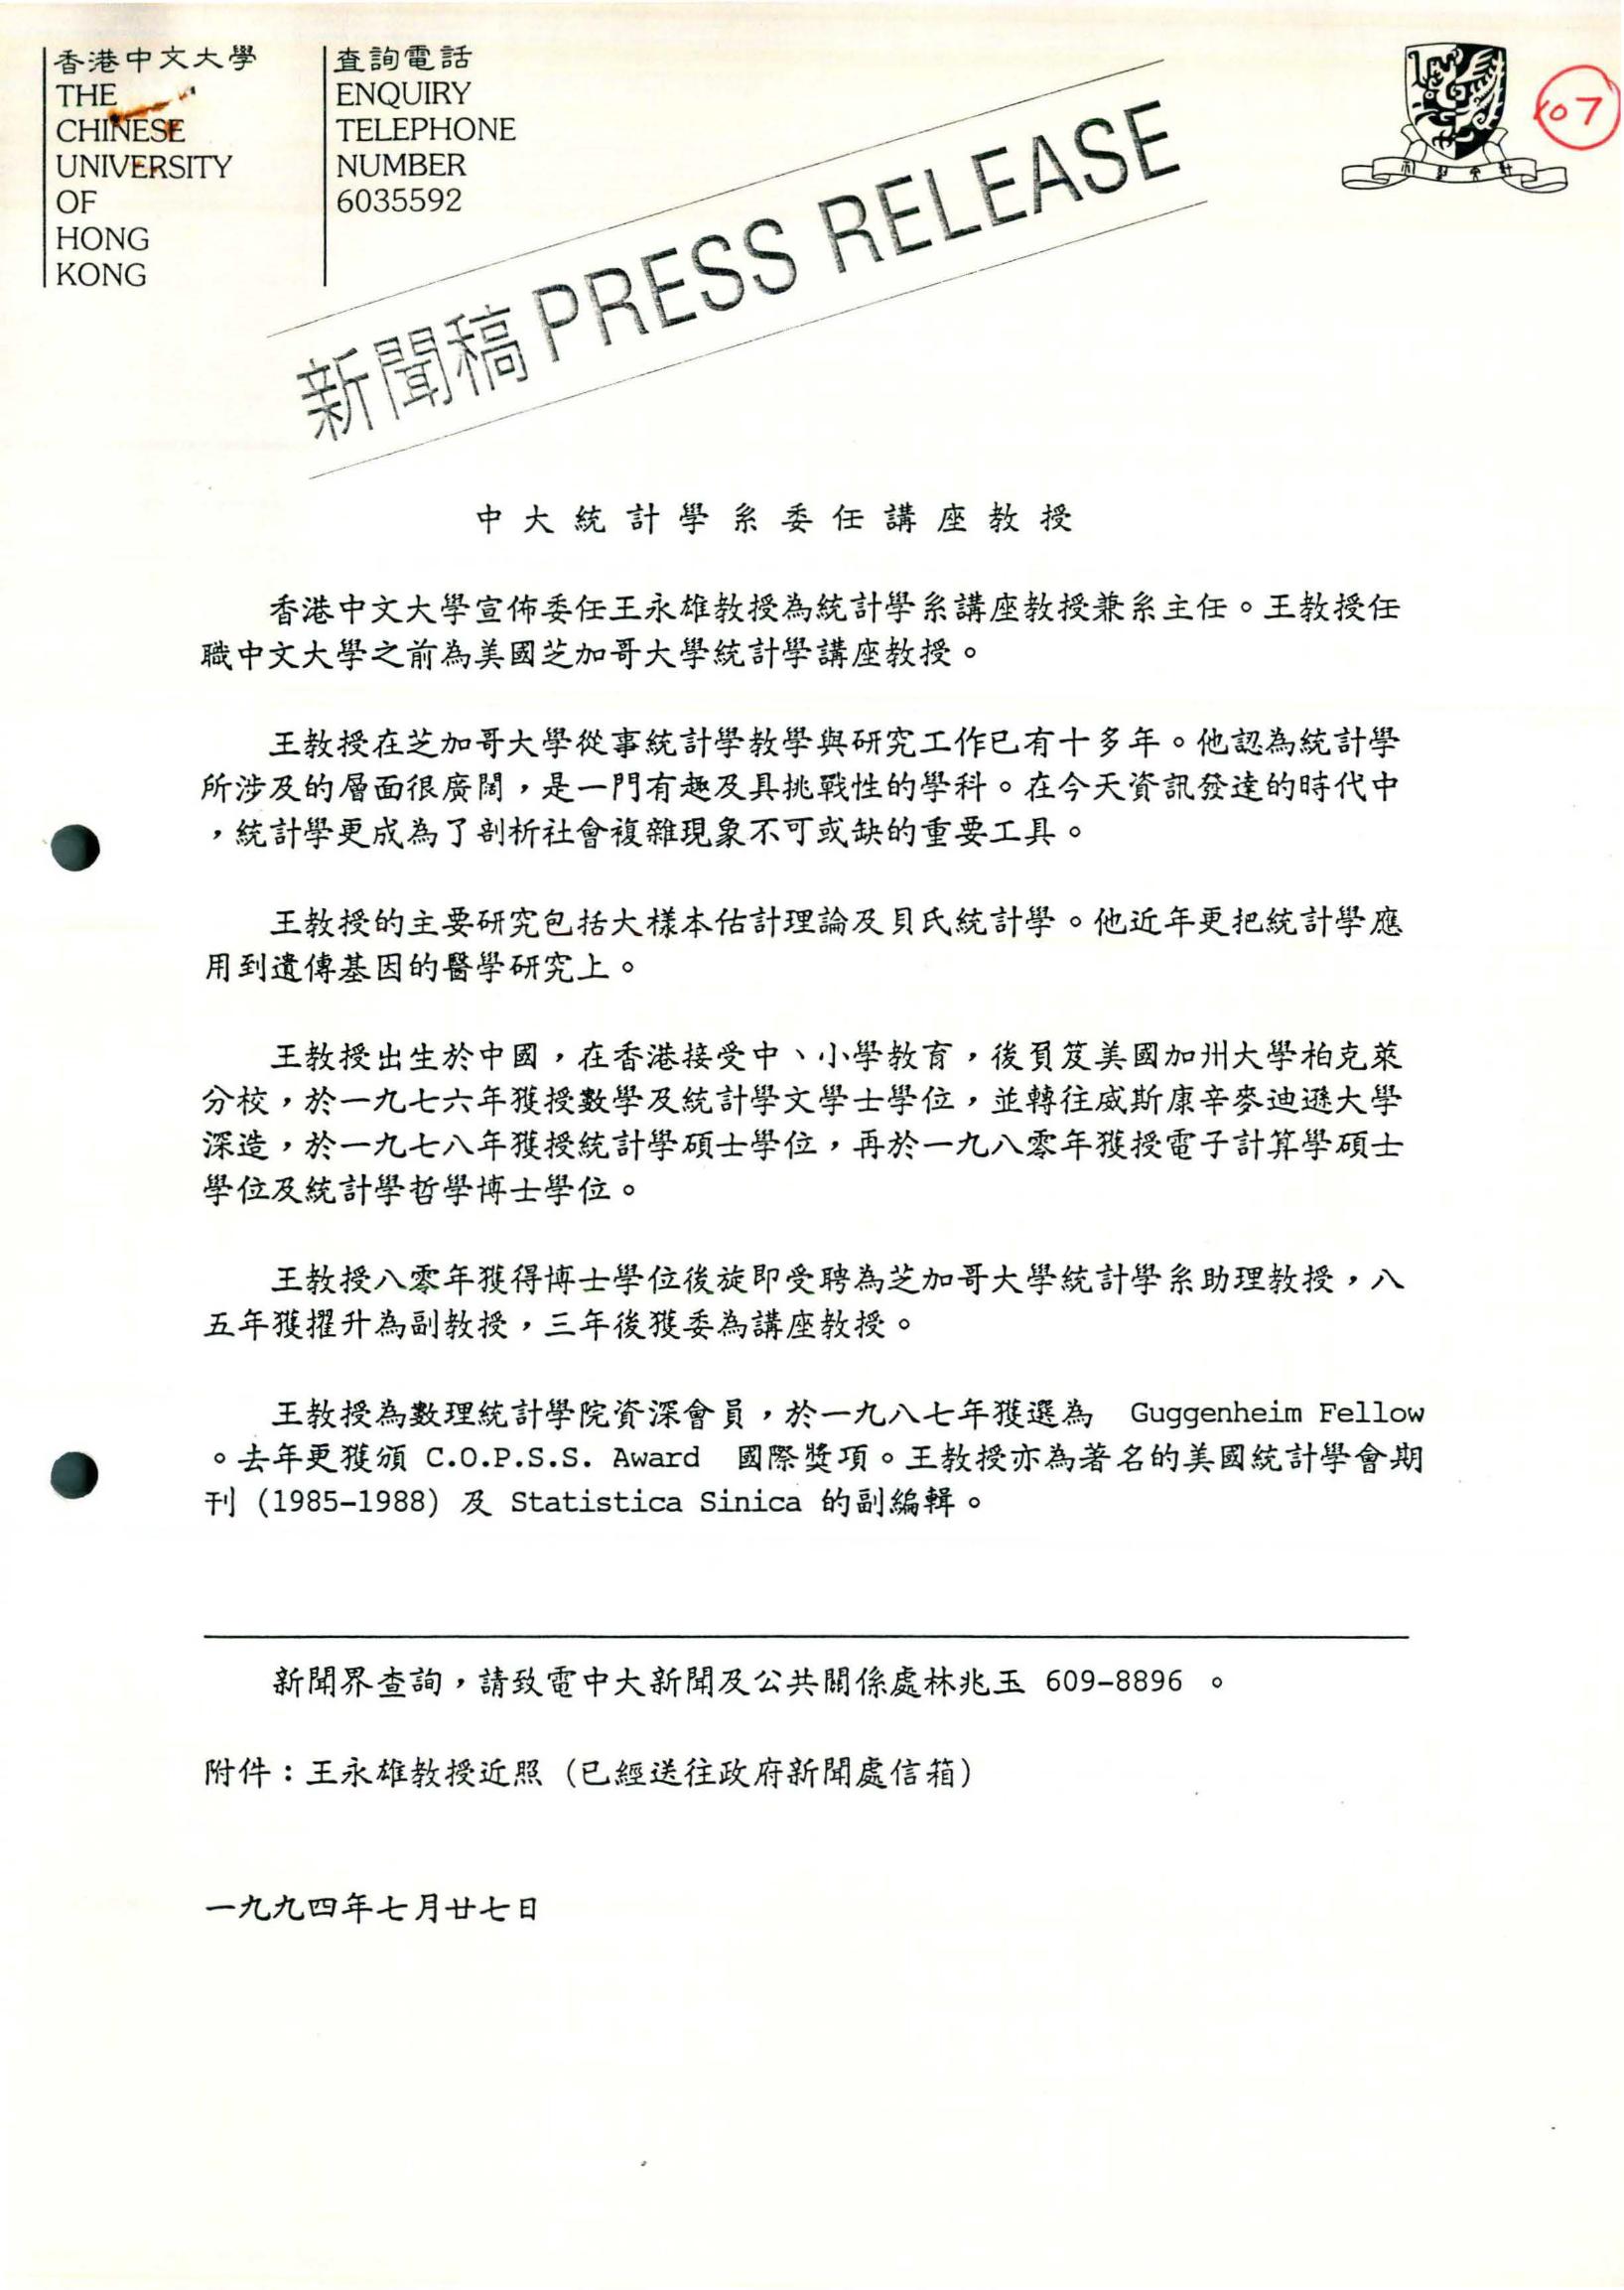 香港中文大學
THE
CHINESE
UNIVERSITY
OF
HONG
KONG
查詢電話
ENQUIRY
TELEPHONE
NUMBER
6035592
107
新聞稿 PRESS RELEASE
中大統計學系委任講座教授
香港中文大學宣佈委任王永雄教授為統計學系講座教授兼系主任。王教授任
職中文大學之前為美國芝加哥大學統計學講座教授。
王教授在芝加哥大學從事統計學教學與研究工作已有十多年。他認為統計學
所涉及的層面很廣闊，是一門有趣及具挑戰性的學科。在今天資訊發達的時代中
，統計學更成為了剖析社會複雜現象不可或缺的重要工具。
王教授的主要研究包括大樣本估計理論及貝氏統計學。他近年更把統計學應
用到遺傳基因的醫學研究上。
王教授出生於中國，在香港接受中、小學教育，後負笈美國加州大學柏克萊
分校，於一九七六年獲授數學及統計學文學士學位，並轉往威斯康辛麥迪遜大學
深造，於一九七八年獲授統計學碩士學位，再於一九八零年獲授電子計算學碩士
學位及統計學哲學博士學位。
王教授八零年獲得博士學位後旋即受聘為芝加哥大學統計學系助理教授，八
五年獲擢升為副教授，三年後獲委為講座教授。
王教授為數理統計學院資深會員，於一九八七年獲選為 Guggenheim Fellow
。去年更獲頒 C.O.P.S.S. Award 國際獎項。王教授亦為著名的美國統計學會期
刊 (1985-1988) 及 Statistica Sinica 的副編輯。
新聞界查詢，請致電中大新聞及公共關係處林兆玉 609-8896 。
附件：王永雄教授近照（已經送往政府新聞處信箱）
一九九四年七月廿七日